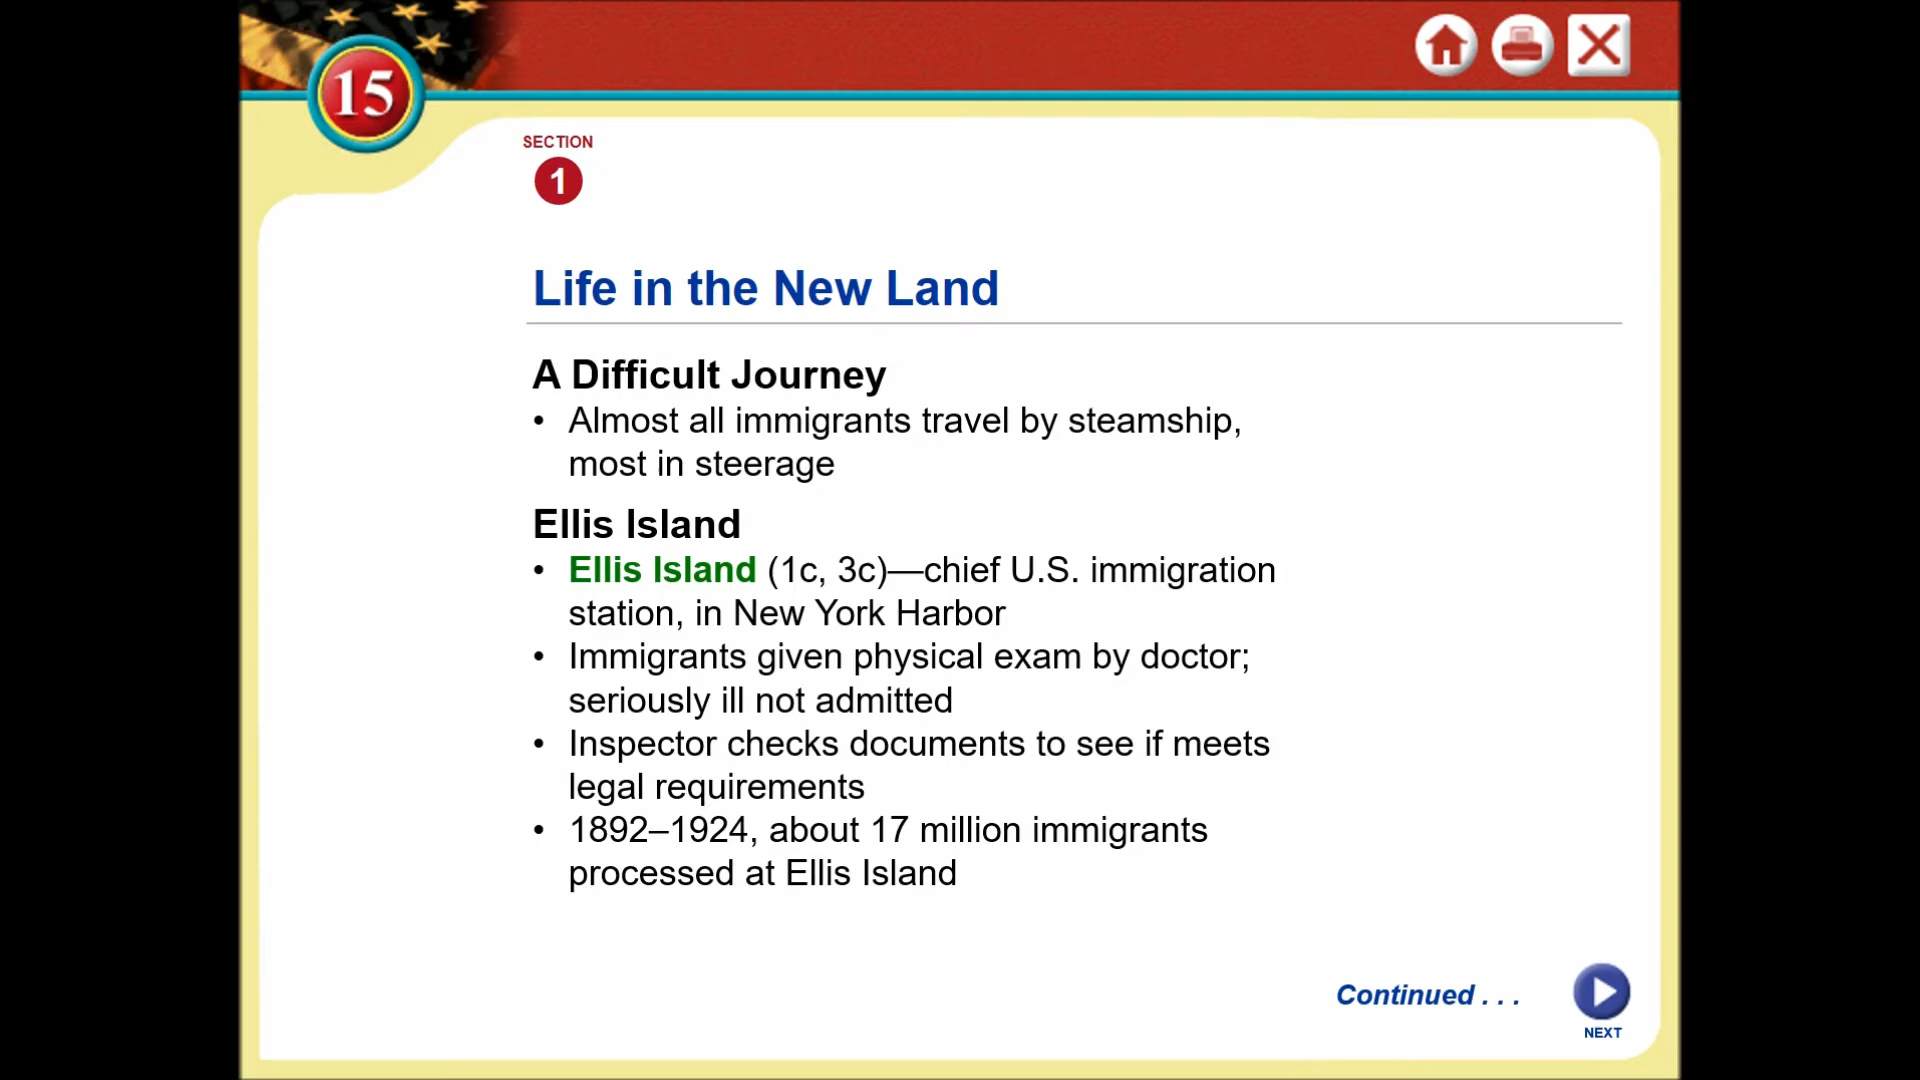 15
SECTION
1
Life in the New Land
A Difficult Journey
• Almost all immigrants travel by steamship,
most in steerage
Ellis Island
• Ellis Island (1c, 3c)—chief U.S. immigration
station, in New York Harbor
• Immigrants given physical exam by doctor;
seriously ill not admitted
• Inspector checks documents to see if meets
legal requirements
• 1892–1924, about 17 million immigrants
processed at Ellis Island
Continued . . .
NEXT